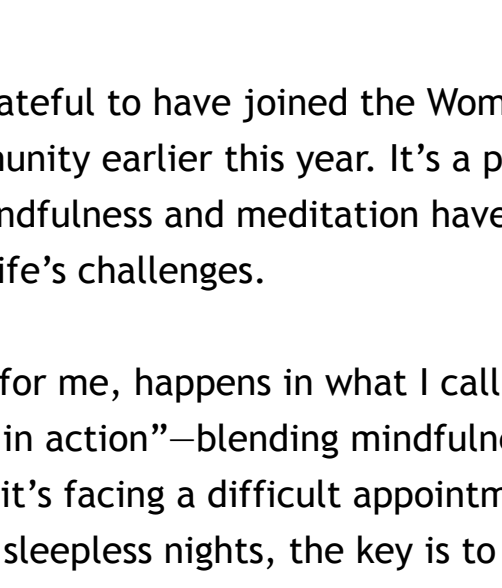 ateful to have joined the Wom
unity earlier this year. It’s a p
ndfulness and meditation have
ife’s challenges.
for me, happens in what I call
in action”—blending mindfuln
it’s facing a difficult appointm
sleepless nights, the key is to